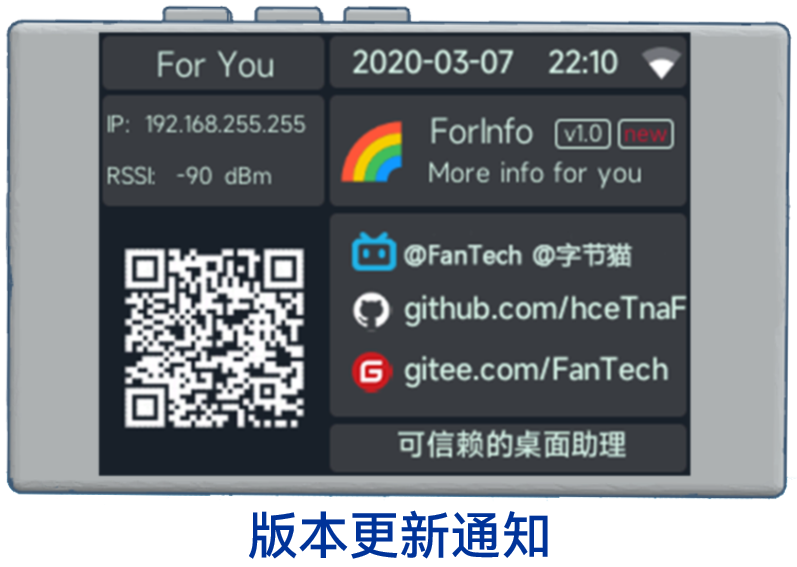 For You
2020-03-07 22:10
IP: 192.168.255.255
RSSI: -90 dBm
ForInfo v1.0 new
More info for you
@FanTech @字节猫
github.com/hceTnaF
gitee.com/FanTech
可信赖的桌面助理
版本更新通知